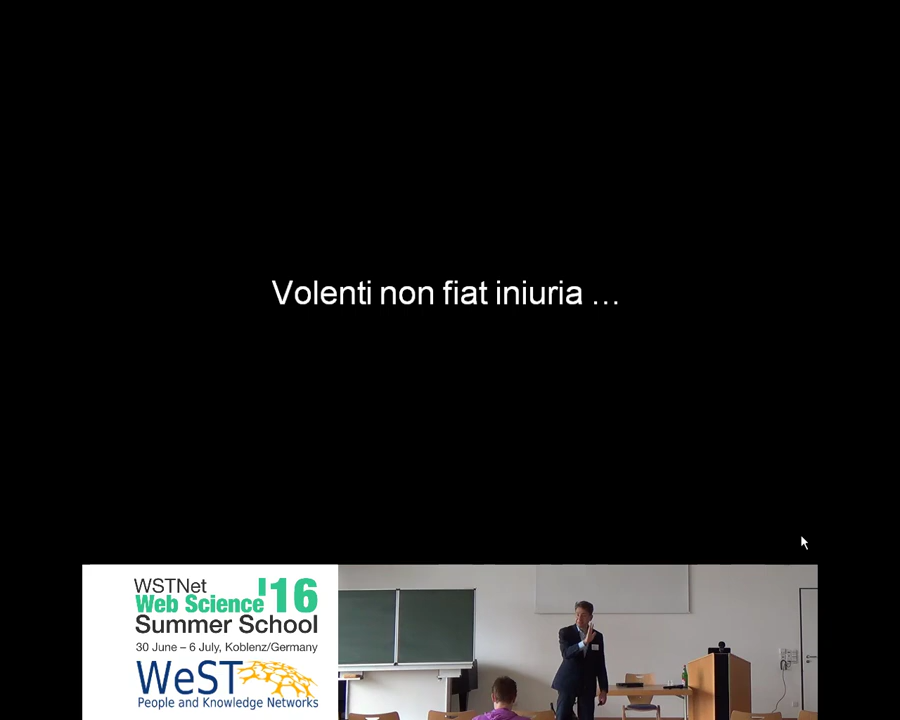 Volenti non fiat iniuria …
WSTNet
Web Science '16
Summer School
30 June – 6 July, Koblenz/Germany
WeST
People and Knowledge Networks